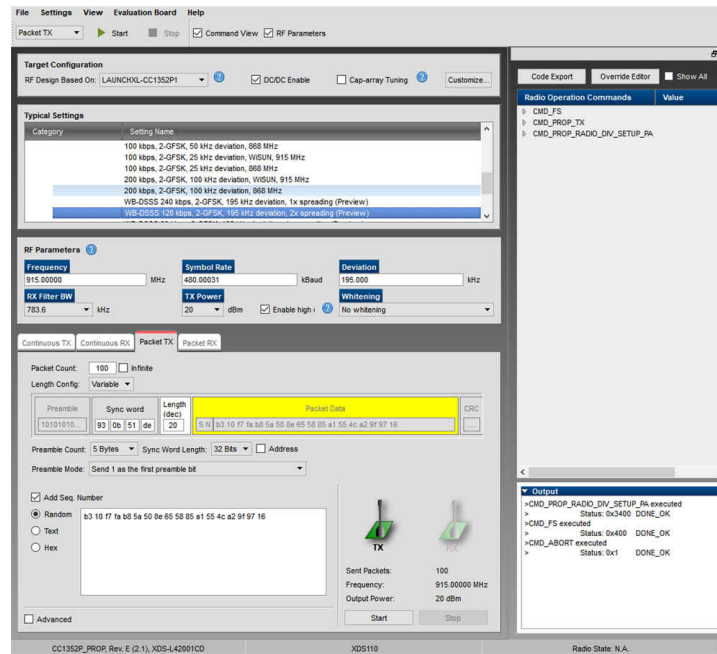 File Settings View Evaluation Board Help
Packet TX Start Stop Command View RF Parameters
Target Configuration
RF Design Based On: LAUNCHXL-CC1352P1 DC/DC Enable Cap-array Tuning Customize...
Typical Settings
Category Setting Name
100 kbps, 2-GFSK, 50 kHz deviation, 868 MHz
100 kbps, 2-GFSK, 25 kHz deviation, WiSUN, 915 MHz
100 kbps, 2-GFSK, 25 kHz deviation, 868 MHz
200 kbps, 2-GFSK, 100 kHz deviation, WiSUN, 915 MHz
200 kbps, 2-GFSK, 100 kHz deviation, 868 MHz
WB-DSSS 240 kbps, 2-GFSK, 195 kHz deviation, 1x spreading (Preview)
WB-DSSS 120 kbps, 2-GFSK, 195 kHz deviation, 2x spreading (Preview)
RF Parameters
Frequency Symbol Rate Deviation
915.00000 MHz 480.00031 kBaud 195.000 kHz
RX Filter BW TX Power Whitening
783.6 kHz 20 dBm Enable high No whitening
Continuous TX Continuous RX Packet TX Packet RX
Packet Count: 100 Infinite
Length Config: Variable
Preamble Sync word Length (dec) Packet Data CRC
10101010... 93 0b 51 de 20 S N b3 10 f7 fa b8 5a 50 8e 65 58 85 a1 55 4c a2 9f 97 16
Preamble Count: 5 Bytes Sync Word Length: 32 Bits Address
Preamble Mode: Send 1 as the first preamble bit
Add Seq. Number
Random b3 10 f7 fa b8 5a 50 8e 65 58 85 a1 55 4c a2 9f 97 16
Text
Hex
TX RX
Sent Packets: 100
Frequency: 915.00000 MHz
Output Power: 20 dBm
Start Stop
Advanced
Code Export Override Editor Show All
Radio Operation Commands Value
CMD_FS
CMD_PROP_TX
CMD_PROP_RADIO_DIV_SETUP_PA
Output
>CMD_PROP_RADIO_DIV_SETUP_PA executed
> Status: 0x3400 DONE_OK
>CMD_FS executed
> Status: 0x400 DONE_OK
>CMD_ABORT executed
> Status: 0x1 DONE_OK
CC1352P_PROP, Rev. E (2.1), XDS-L42001CD XDS110 Radio State: N.A.